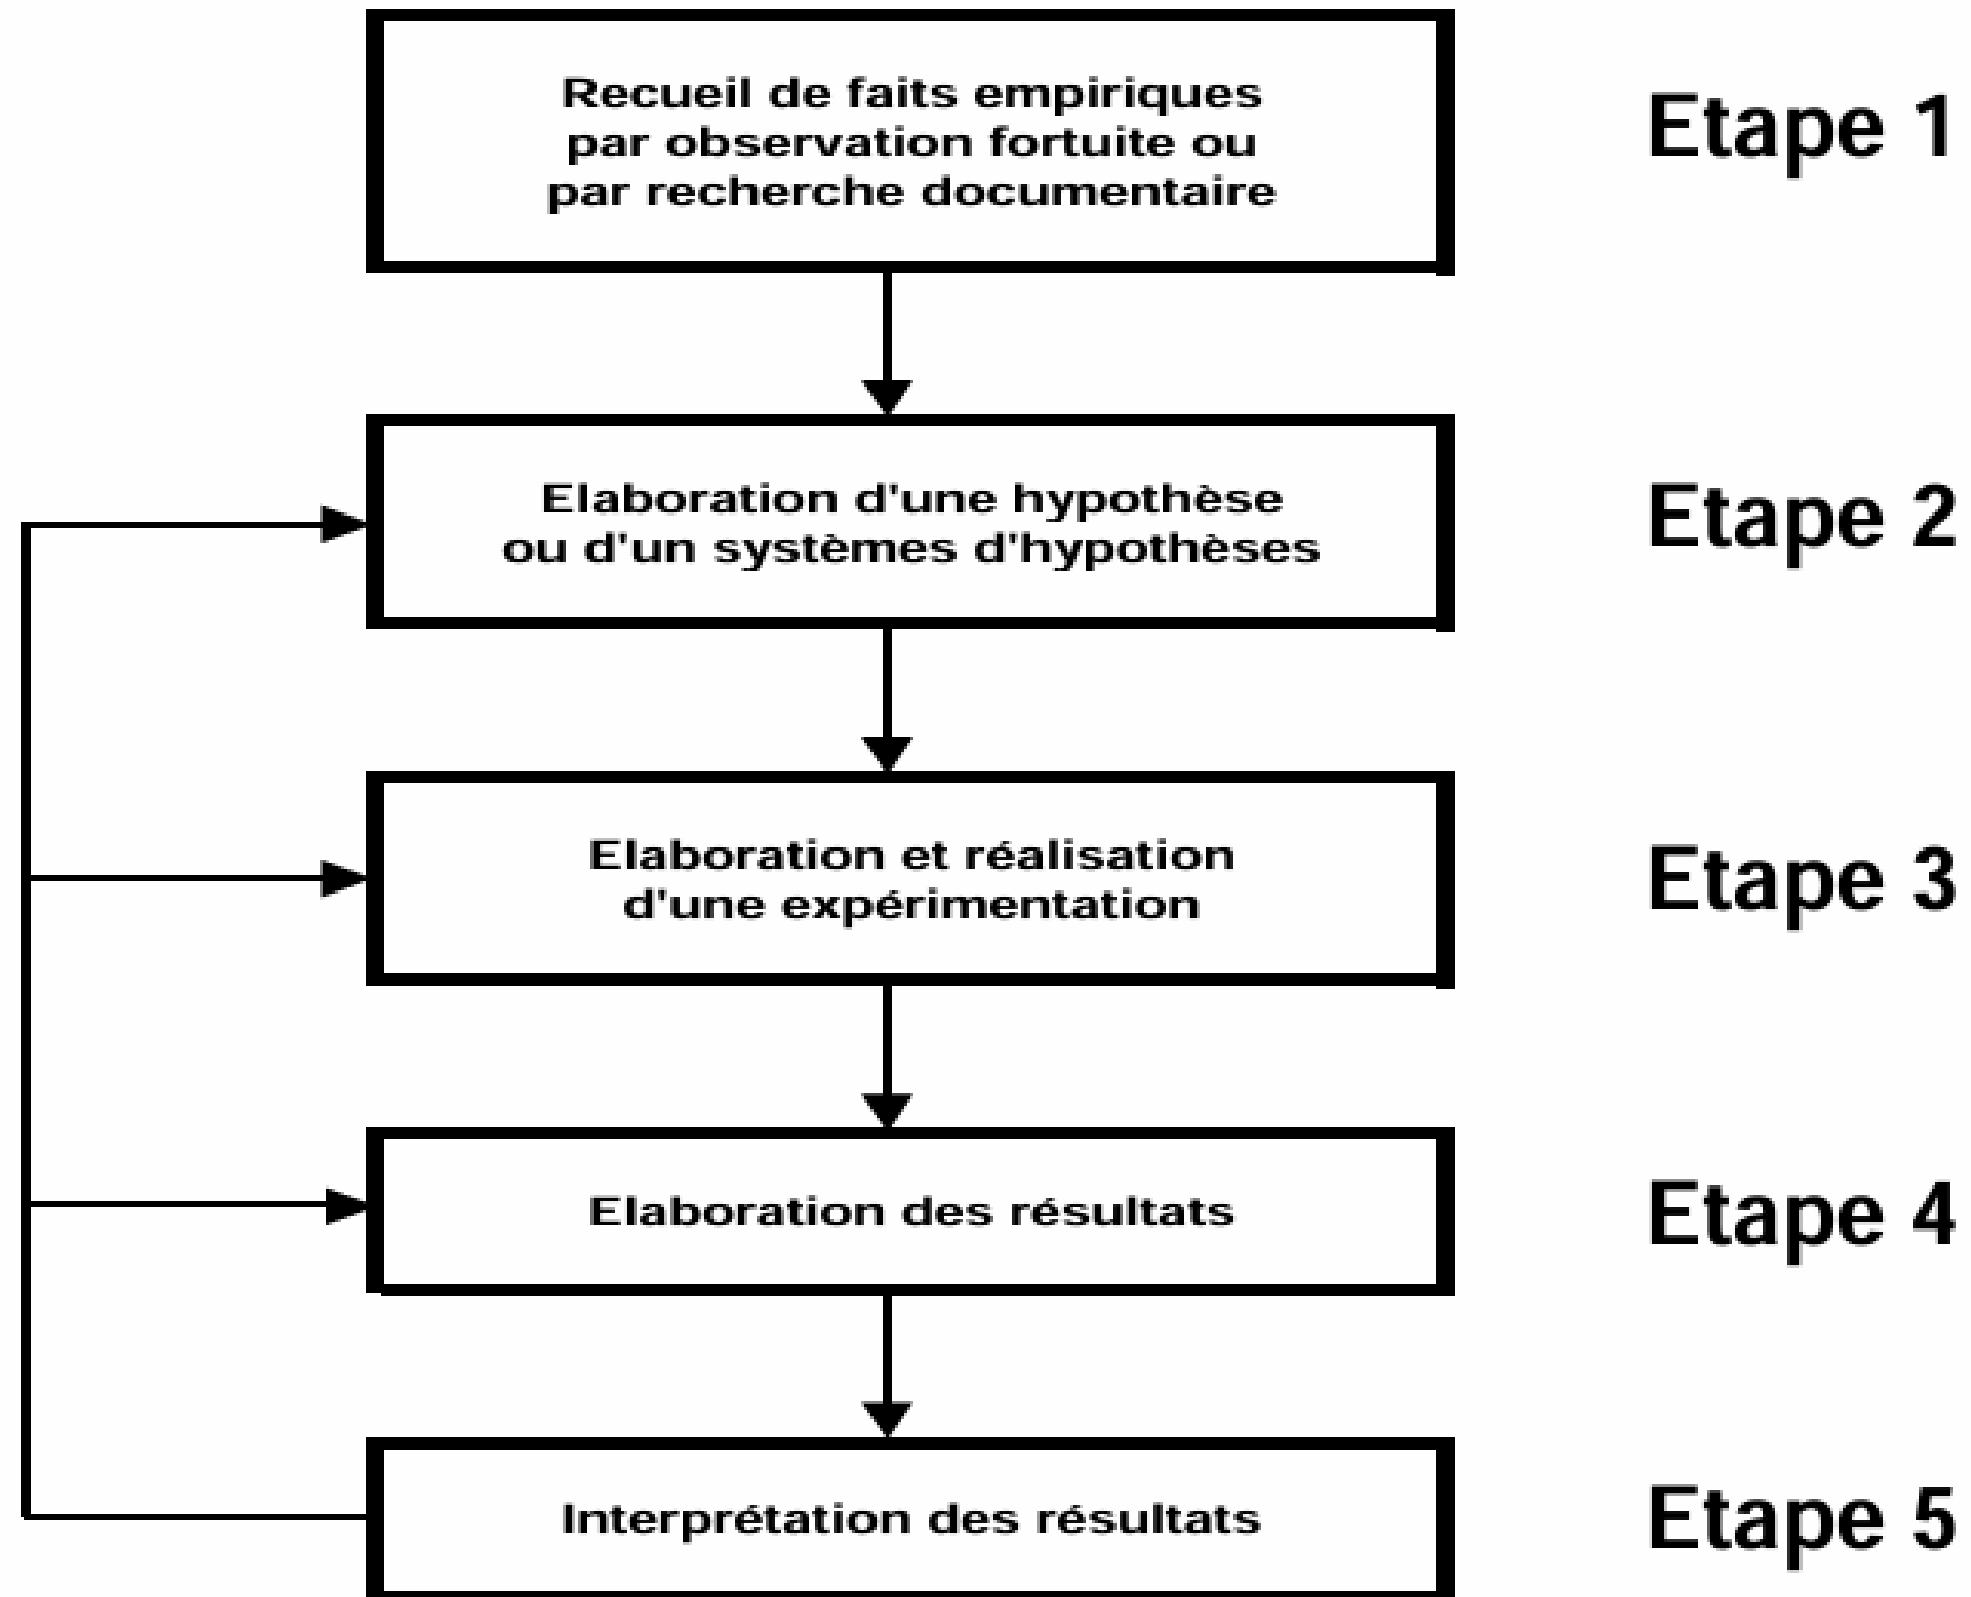 Recueil de faits empiriques
par observation fortuite ou
par recherche documentaire
Etape 1
Elaboration d'une hypothèse
ou d'un systèmes d'hypothèses
Etape 2
Elaboration et réalisation
d'une expérimentation
Etape 3
Elaboration des résultats
Etape 4
Interprétation des résultats
Etape 5